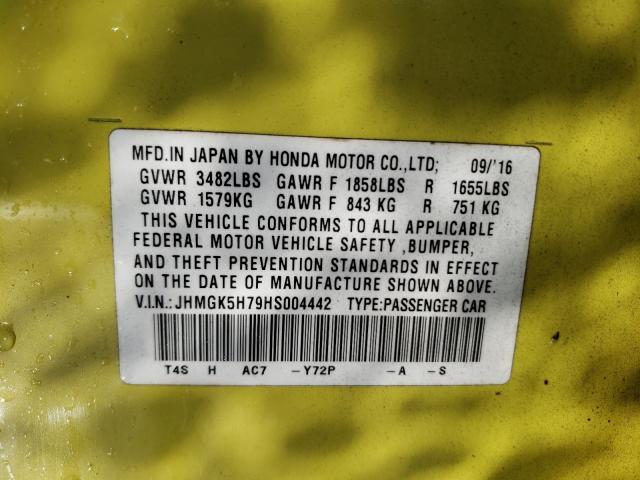 MFD.IN JAPAN BY HONDA MOTOR CO.,LTD; 09/'16
GVWR 3482LBS GAWR F 1858LBS R 1655LBS
GVWR 1579KG GAWR F 843 KG R 751 KG
THIS VEHICLE CONFORMS TO ALL APPLICABLE
FEDERAL MOTOR VEHICLE SAFETY ,BUMPER,
AND THEFT PREVENTION STANDARDS IN EFFECT
ON THE DATE OF MANUFACTURE SHOWN ABOVE.
V.I.N.:JHMGK5H79HS004442 TYPE:PASSENGER CAR
T4S H AC7 –Y72P –A –S